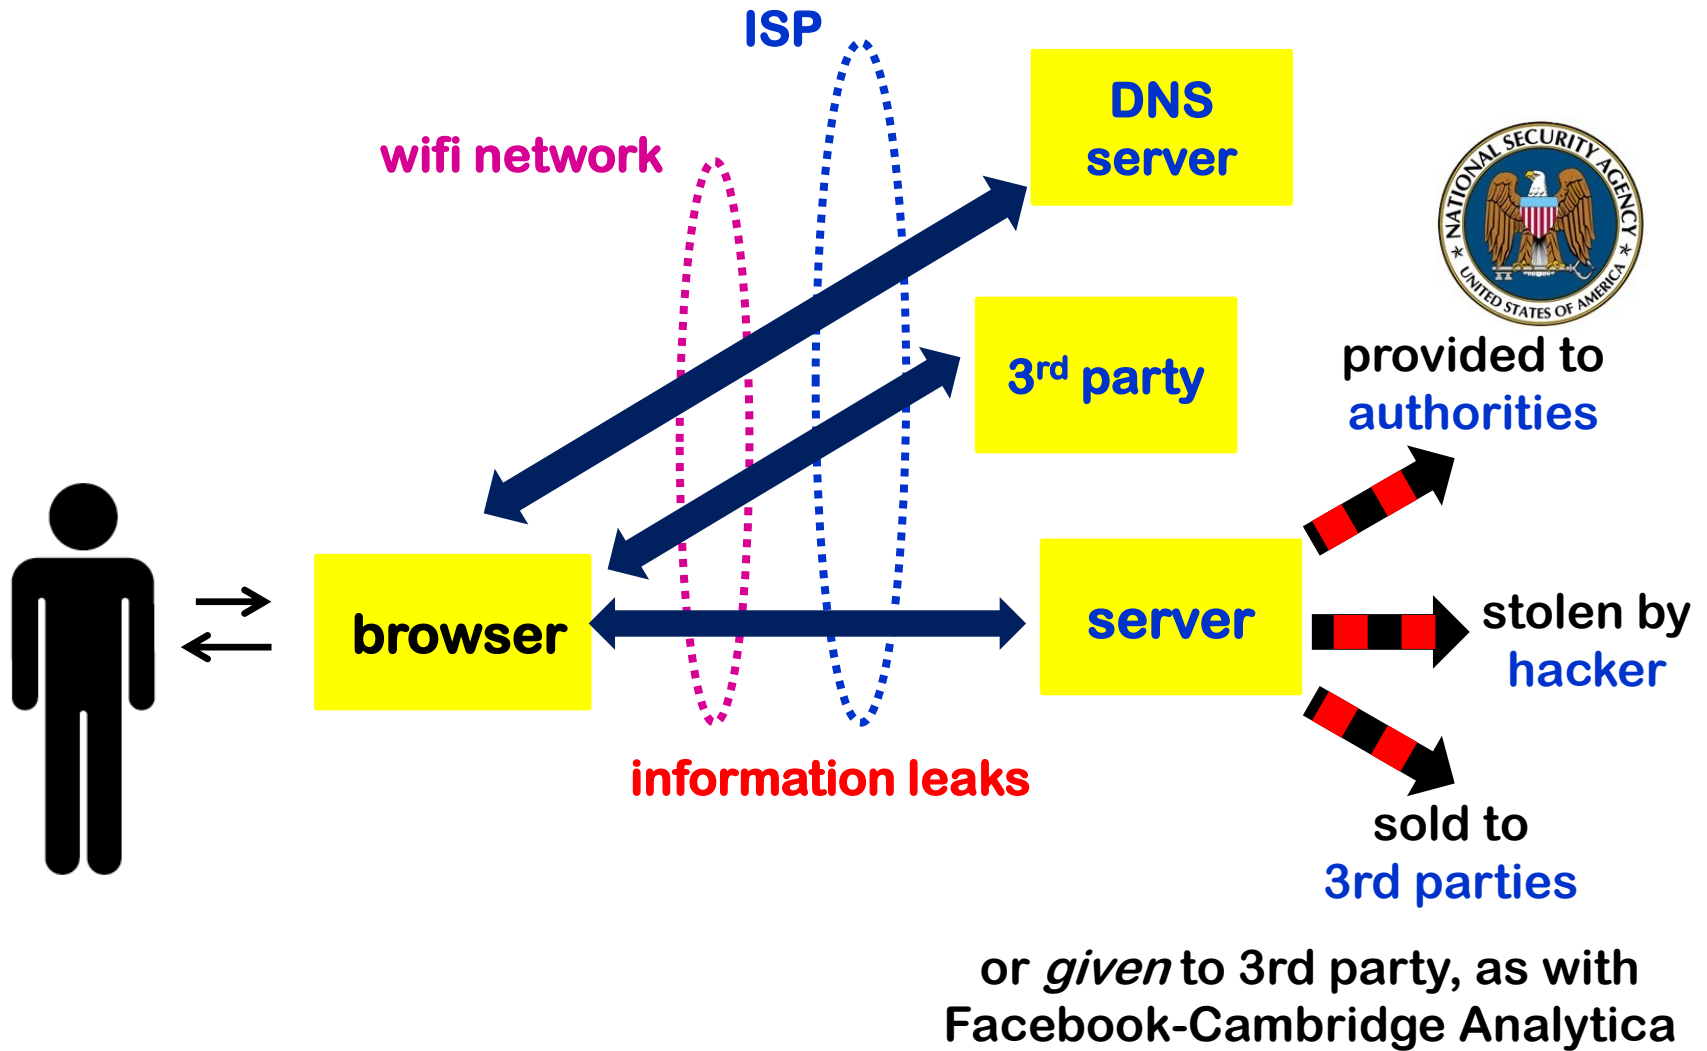 ISP
DNS
server
wifi network
NATIONAL SECURITY AGENCY
UNITED STATES OF AMERICA
provided to
authorities
3rd party
browser
server
stolen by
hacker
information leaks
sold to
3rd parties
or given to 3rd party, as with
Facebook-Cambridge Analytica